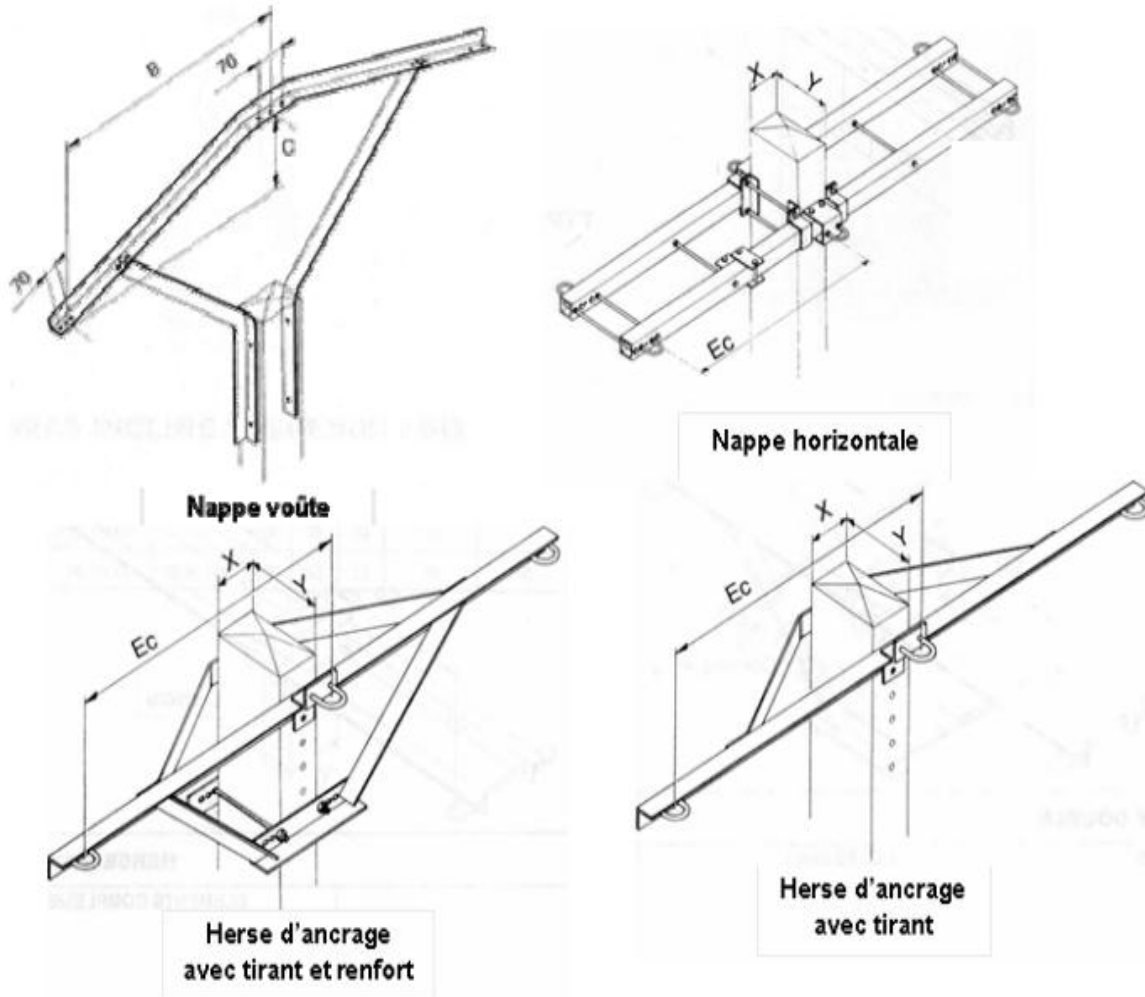 B
70
C
70
Nappe voûte
X
Y
Ec
Nappe horizontale
X
Y
Ec
Herse d'ancrage
avec tirant et renfort
X
Y
Ec
Herse d'ancrage
avec tirant